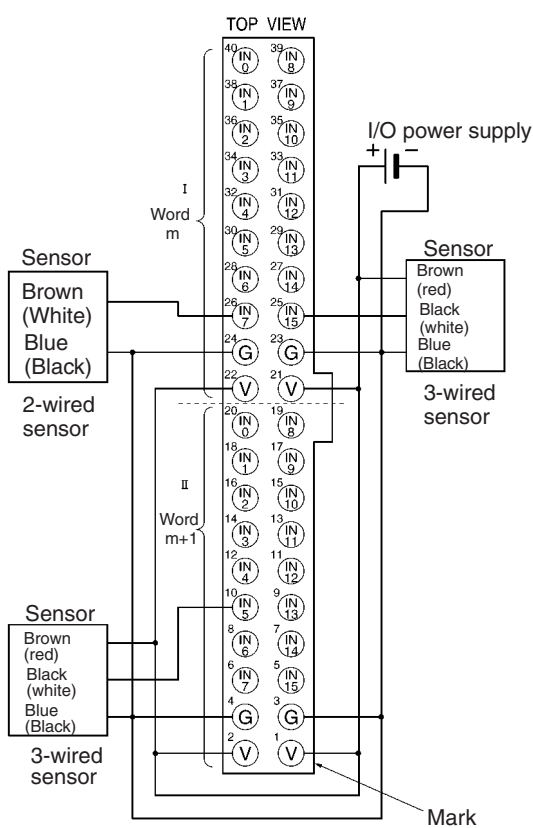 TOP VIEW
40 IN 0 39 IN 8
38 IN 1 37 IN 9
36 IN 2 35 IN 10
34 IN 3 33 IN 11
32 IN 4 31 IN 12
30 IN 5 29 IN 13
28 IN 6 27 IN 14
26 IN 7 25 IN 15
24 G 23 G
22 V 21 V
20 IN 0 19 IN 8
18 IN 1 17 IN 9
16 IN 2 15 IN 10
14 IN 3 13 IN 11
12 IN 4 11 IN 12
10 IN 5 9 IN 13
8 IN 6 7 IN 14
6 IN 7 5 IN 15
4 G 3 G
2 V 1 V
I
Word
m
II
Word
m+1
I/O power supply
+ −
Sensor
Brown
(White)
Blue
(Black)
2-wired
sensor
Sensor
Brown
(red)
Black
(white)
Blue
(Black)
3-wired
sensor
Sensor
Brown
(red)
Black
(white)
Blue
(Black)
3-wired
sensor
Mark